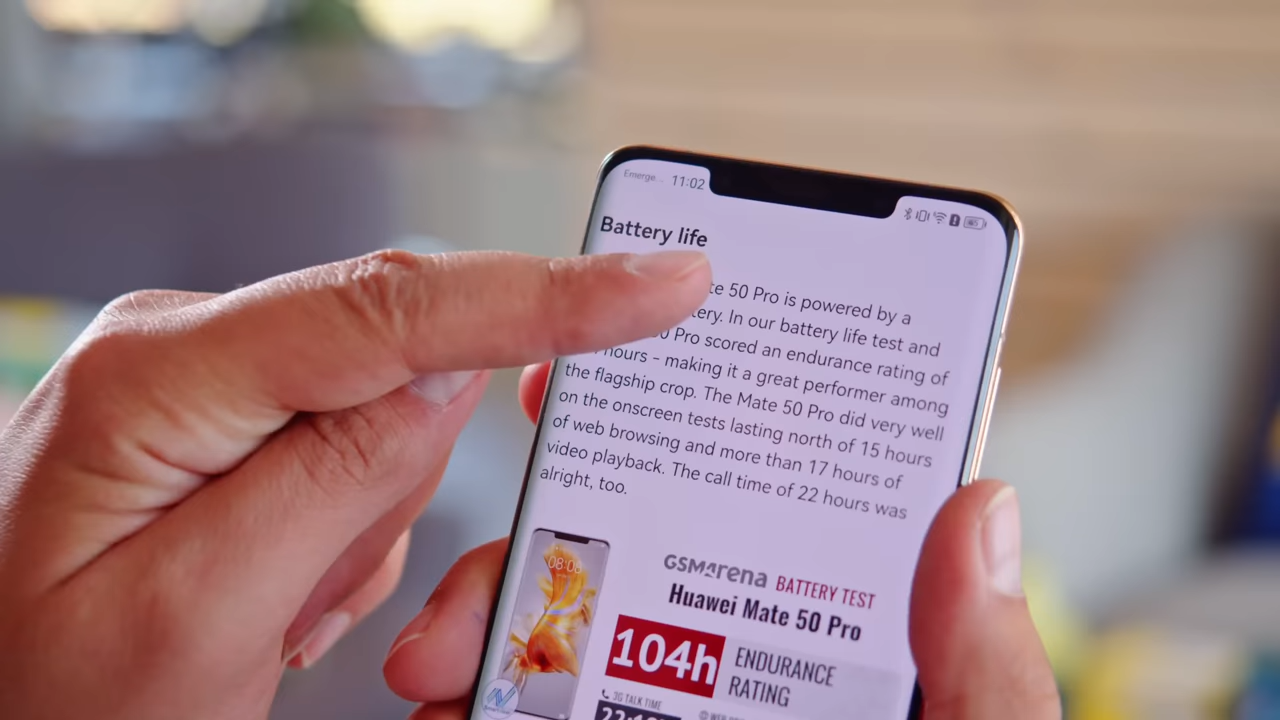 Emerge... 11:02
Battery life
te 50 Pro is powered by a
tery. In our battery life test and
0 Pro scored an endurance rating of
hours – making it a great performer among
the flagship crop. The Mate 50 Pro did very well
on the onscreen tests lasting north of 15 hours
of web browsing and more than 17 hours of
video playback. The call time of 22 hours was
alright, too.
08:08
GSMArena BATTERY TEST
Huawei Mate 50 Pro
104h ENDURANCE
RATING
3G TALK TIME